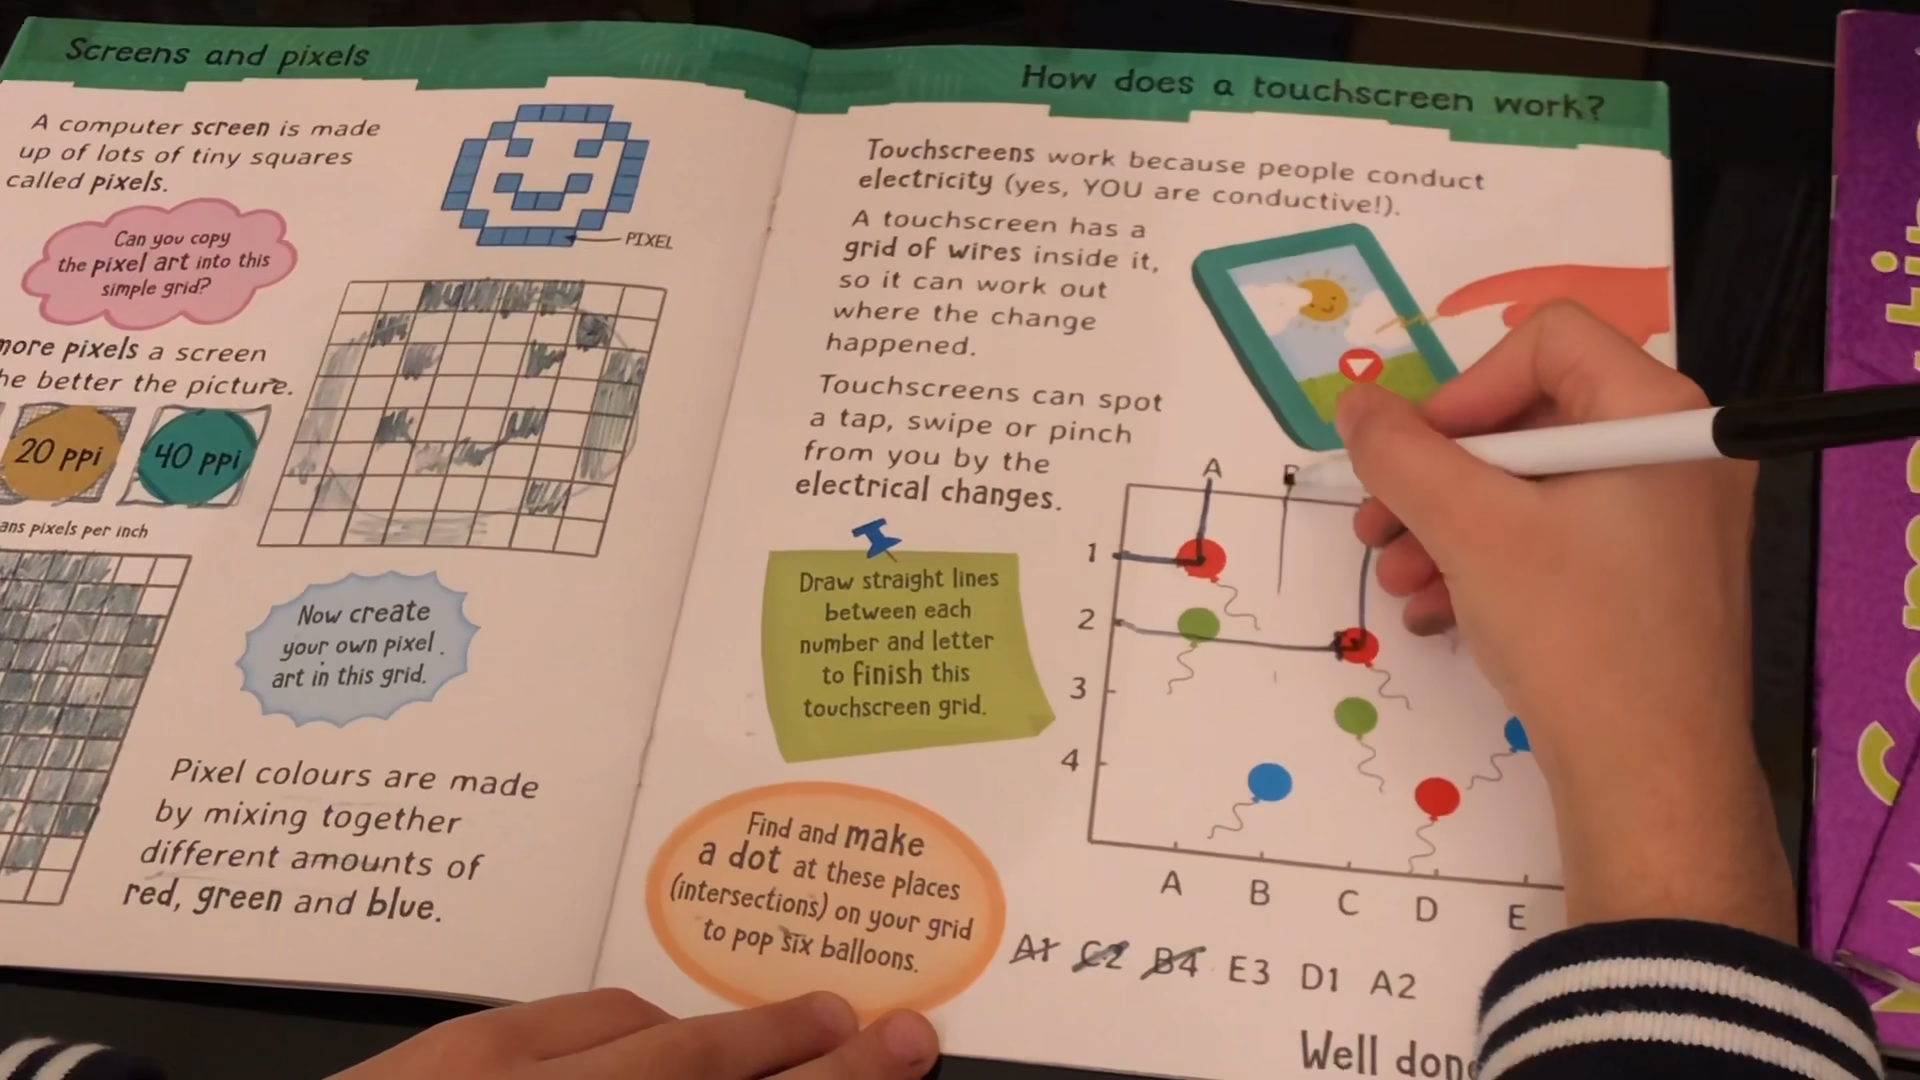 Screens and pixels
A computer screen is made
up of lots of tiny squares
called pixels.
PIXEL
Can you copy
the pixel art into this
simple grid?
more pixels a screen
he better the picture.
20 ppi
40 ppi
ans pixels per inch
Now create
your own pixel
art in this grid.
Pixel colours are made
by mixing together
different amounts of
red, green and blue.
How does a touchscreen work?
Touchscreens work because people conduct
electricity (yes, YOU are conductive!).
A touchscreen has a
grid of wires inside it,
so it can work out
where the change
happened.
Touchscreens can spot
a tap, swipe or pinch
from you by the
electrical changes.
Draw straight lines
between each
number and letter
to finish this
touchscreen grid.
A B
1
2
3
4
A B C D E
Find and make
a dot at these places
(intersections) on your grid
to pop six balloons.
A1 C2 B4 E3 D1 A2
Well done